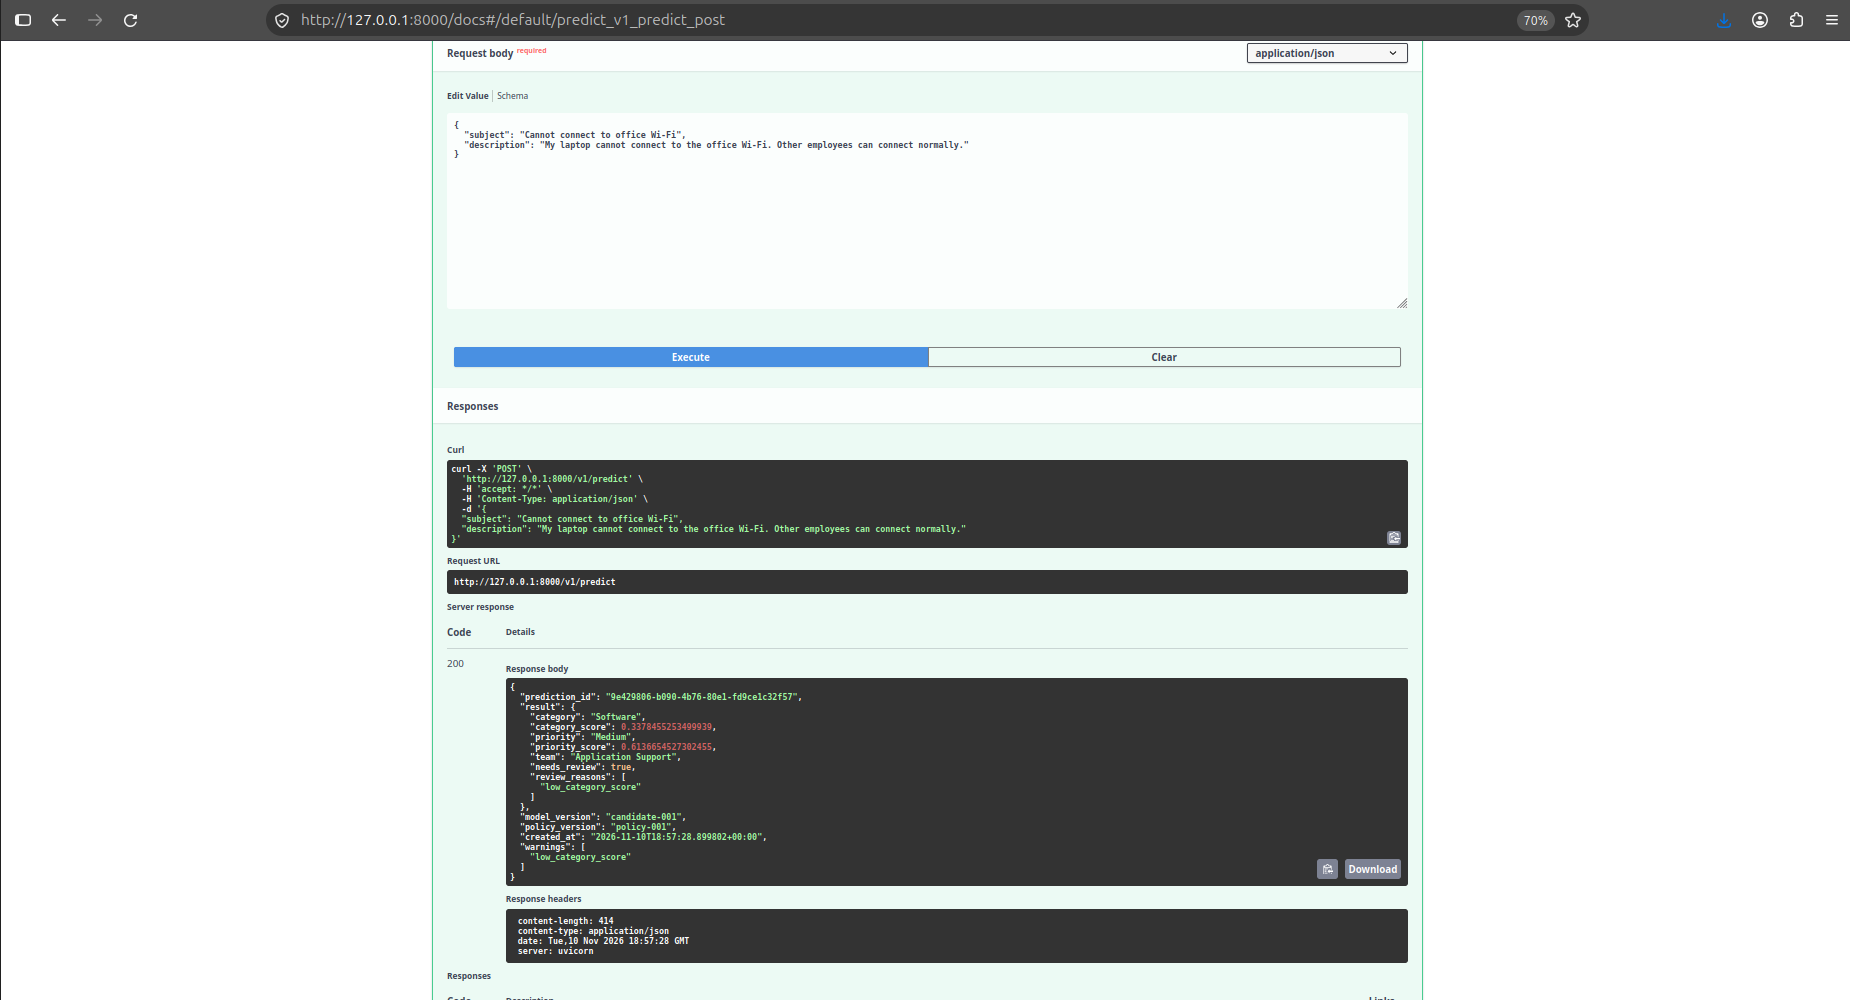 http://127.0.0.1:8000/docs#/default/predict_v1_predict_post
70%
Request body required
application/json
Edit Value
Schema
{
  "subject": "Cannot connect to office Wi-Fi",
  "description": "My laptop cannot connect to the office Wi-Fi. Other employees can connect normally."
}
Execute
Clear
Responses
Curl
curl -X 'POST' \
  'http://127.0.0.1:8000/v1/predict' \
  -H 'accept: */*' \
  -H 'Content-Type: application/json' \
  -d '{
  "subject": "Cannot connect to office Wi-Fi",
  "description": "My laptop cannot connect to the office Wi-Fi. Other employees can connect normally."
}'
Request URL
http://127.0.0.1:8000/v1/predict
Server response
Code
Details
200
Response body
{
  "prediction_id": "9e429806-b090-4b76-80e1-fd9ce1c32f57",
  "result": {
    "category": "Software",
    "category_score": 0.3378455253499939,
    "priority": "Medium",
    "priority_score": 0.6136654527302455,
    "team": "Application Support",
    "needs_review": true,
    "review_reasons": [
      "low_category_score"
    ]
  },
  "model_version": "candidate-001",
  "policy_version": "policy-001",
  "created_at": "2026-11-10T18:57:28.899802+00:00",
  "warnings": [
    "low_category_score"
  ]
}
Download
Response headers
content-length: 414
content-type: application/json
date: Tue,10 Nov 2026 18:57:28 GMT
server: uvicorn
Responses
Code
Description
Links